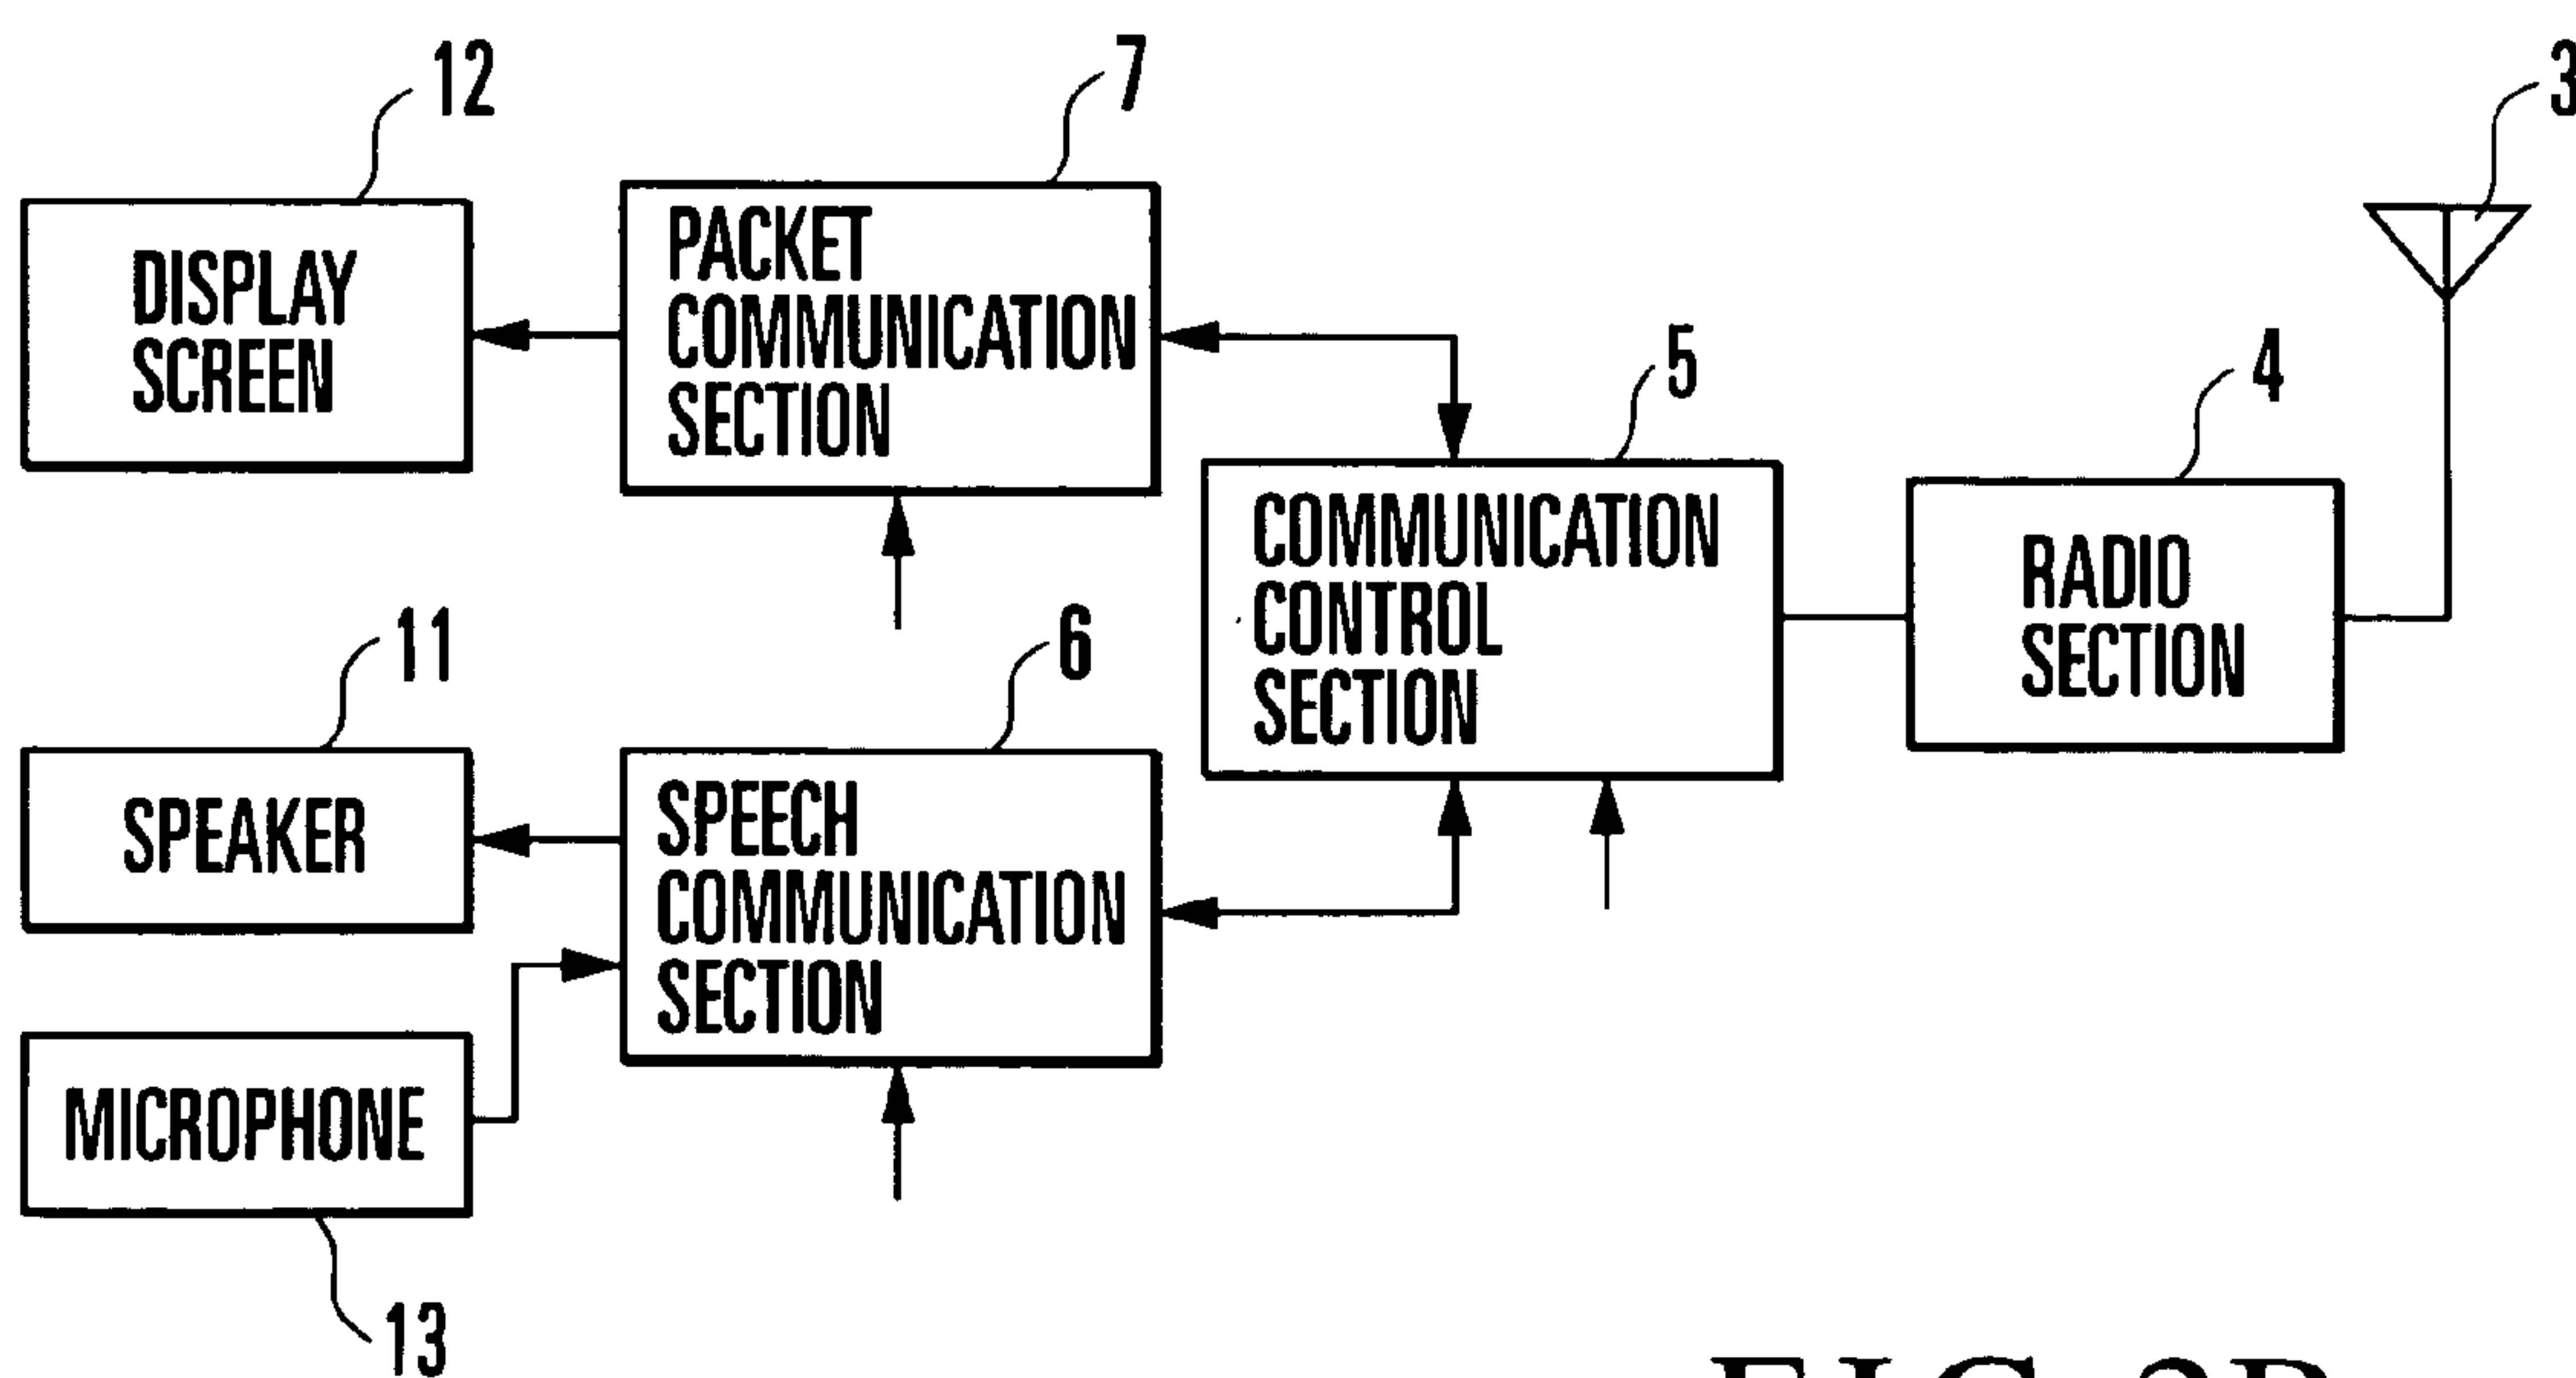 12
7
3
DISPLAY
SCREEN
PACKET
COMMUNICATION
SECTION
5
4
COMMUNICATION
CONTROL
SECTION
RADIO
SECTION
11
6
SPEAKER
SPEECH
COMMUNICATION
SECTION
MICROPHONE
13